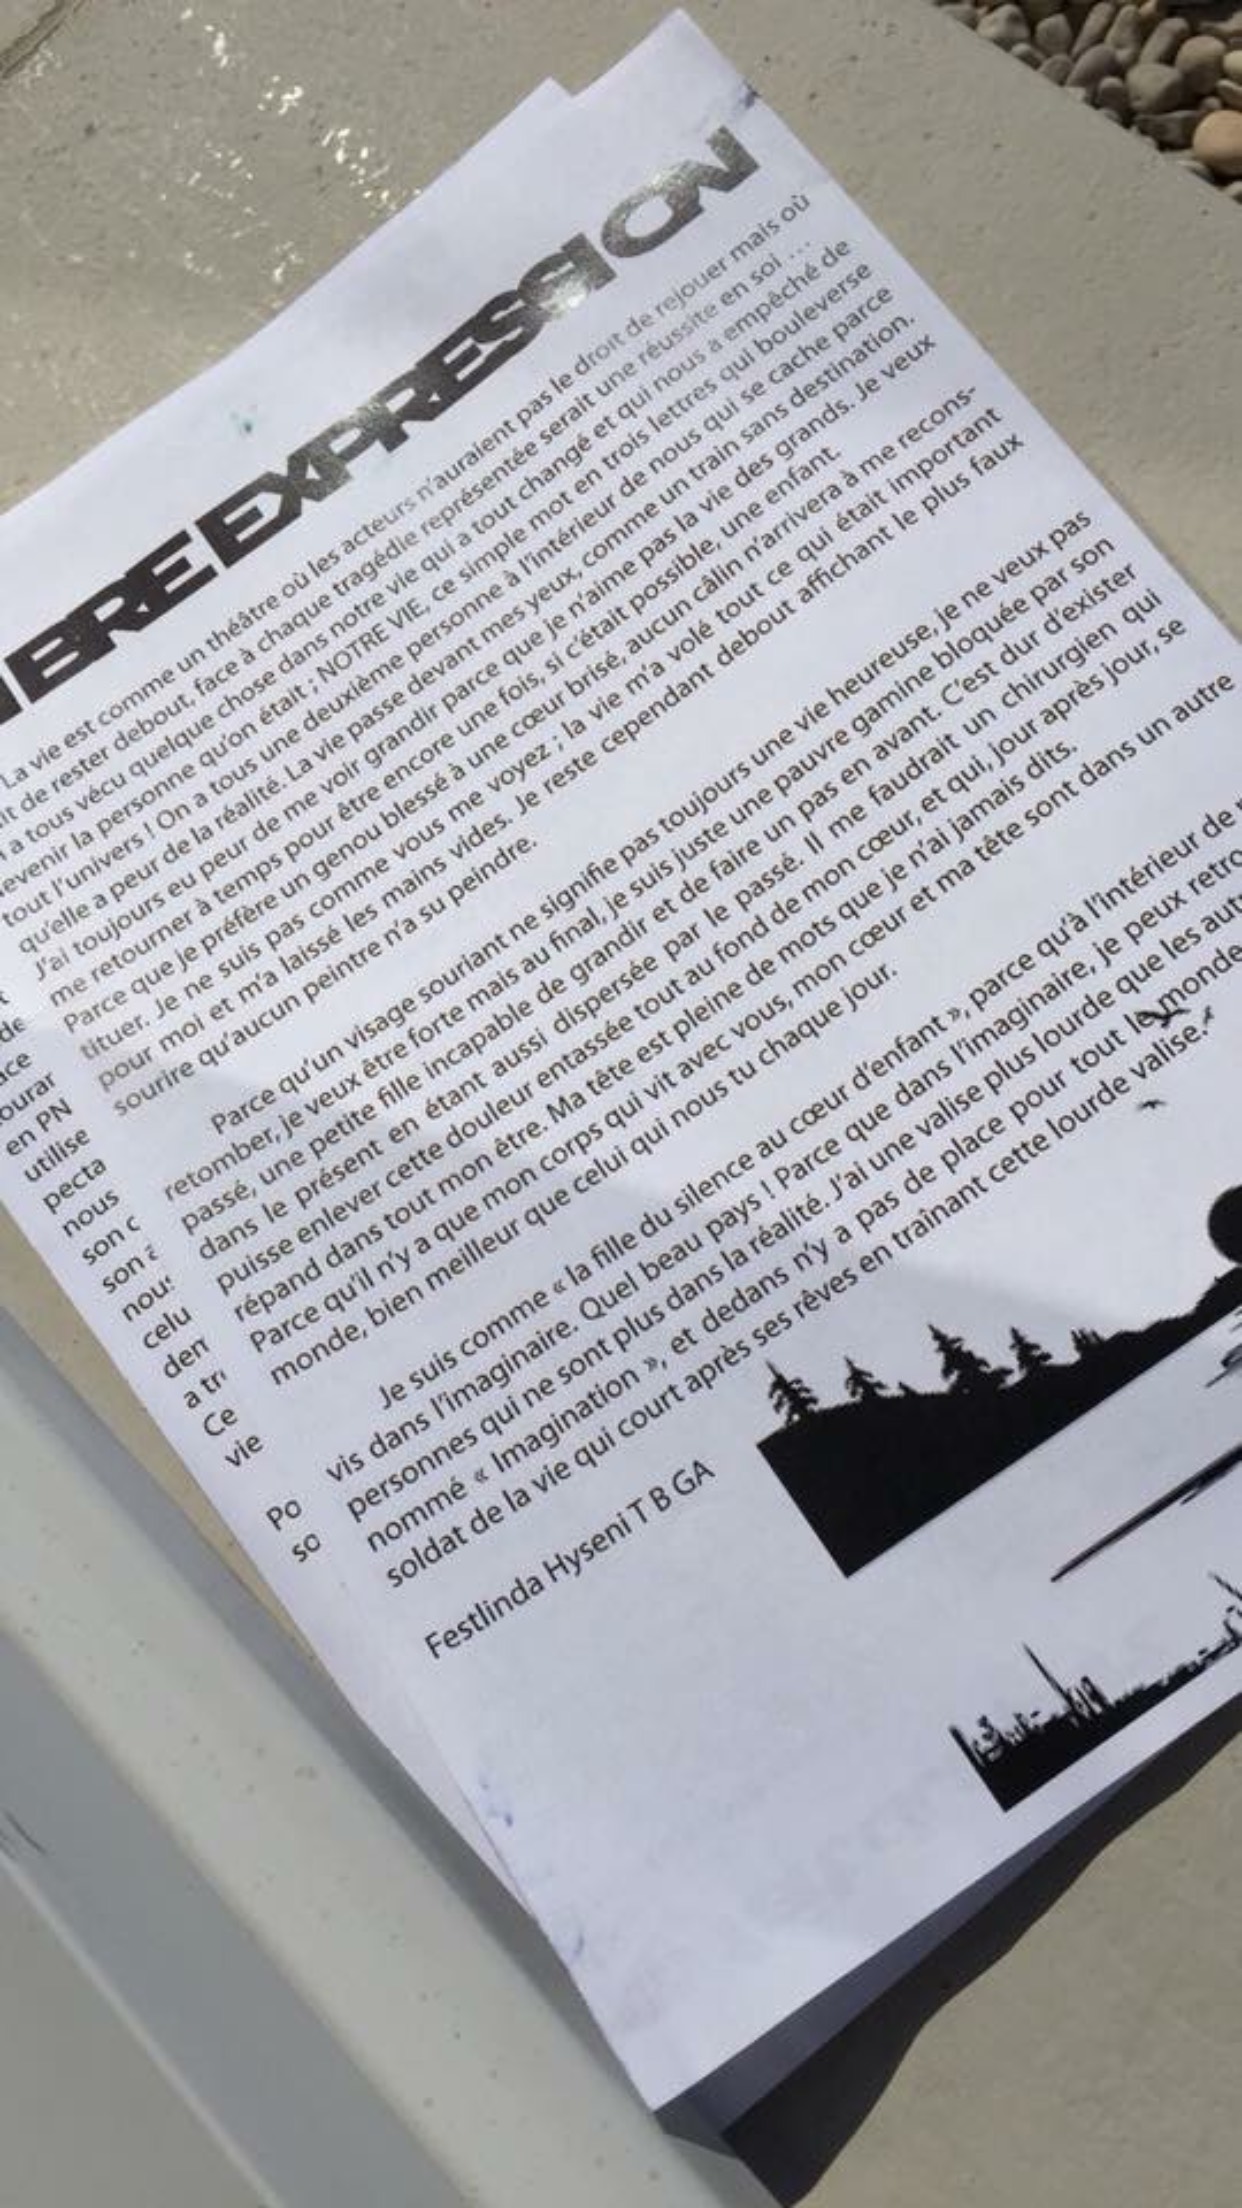 BRE EXPRESSION
La vie est comme un théâtre où les acteurs n'auraient pas le droit de rejouer mais où
it de rester debout, face à chaque tragédie représentée serait une réussite en soi ...
a tous vécu quelque chose dans notre vie qui a tout changé et qui nous a empêché de
evenir la personne qu'on était ; NOTRE VIE, ce simple mot en trois lettres qui bouleverse
tout l'univers ! On a tous une deuxième personne à l'intérieur de nous qui se cache parce
qu'elle a peur de la réalité. La vie passe devant mes yeux, comme un train sans destination.
J'ai toujours eu peur de me voir grandir parce que je n'aime pas la vie des grands. Je veux
me retourner à temps pour être encore une fois, si c'était possible, une enfant.
Parce que je préfère un genou blessé à une cœur brisé, aucun câlin n'arrivera à me recons-
tituer. Je ne suis pas comme vous me voyez ; la vie m'a volé tout ce qui était important
pour moi et m'a laissé les mains vides. Je reste cependant debout affichant le plus faux
sourire qu'aucun peintre n'a su peindre.
Parce qu'un visage souriant ne signifie pas toujours une vie heureuse, je ne veux pas
retomber, je veux être forte mais au final, je suis juste une pauvre gamine bloquée par son
passé, une petite fille incapable de grandir et de faire un pas en avant. C'est dur d'exister
dans le présent en étant aussi dispersée par le passé. Il me faudrait un chirurgien qui
puisse enlever cette douleur entassée tout au fond de mon cœur, et qui, jour après jour, se
répand dans tout mon être. Ma tête est pleine de mots que je n'ai jamais dits.
Parce qu'il n'y a que mon corps qui vit avec vous, mon cœur et ma tête sont dans un autre
monde, bien meilleur que celui qui nous tu chaque jour.
Je suis comme « la fille du silence au cœur d'enfant », parce qu'à l'intérieur de
vis dans l'imaginaire. Quel beau pays ! Parce que dans l'imaginaire, je peux retro
personnes qui ne sont plus dans la réalité. J'ai une valise plus lourde que les aut
nommé « Imagination », et dedans n'y a pas de place pour tout le monde
soldat de la vie qui court après ses rêves en traînant cette lourde valise.
Festlinda Hyseni T B GA
de
ace
ourar
en PN
utilise
pecta
nous
son c
son
nous
celu
den
a tr
Ce
vie
Po
so